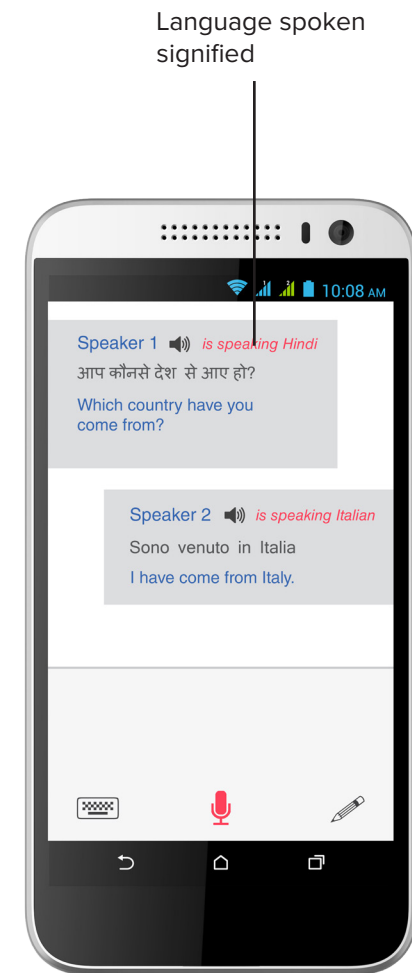 Language spoken
signified
10:08 AM
Speaker 1 is speaking Hindi
आप कौनसे देश से आए हो?
Which country have you
come from?
Speaker 2 is speaking Italian
Sono venuto in Italia
I have come from Italy.